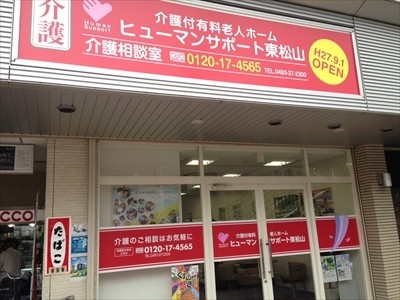 介護
Human
Support
介護付有料老人ホーム
ヒューマンサポート東松山
介護相談室 0120-17-4565 TEL.0493-27-2300
H27.9.1
OPEN
たばこ
CCO
介護のご相談はお気軽に
0120-17-4565
介護付有料 老人ホーム
ヒューマンサポート東松山